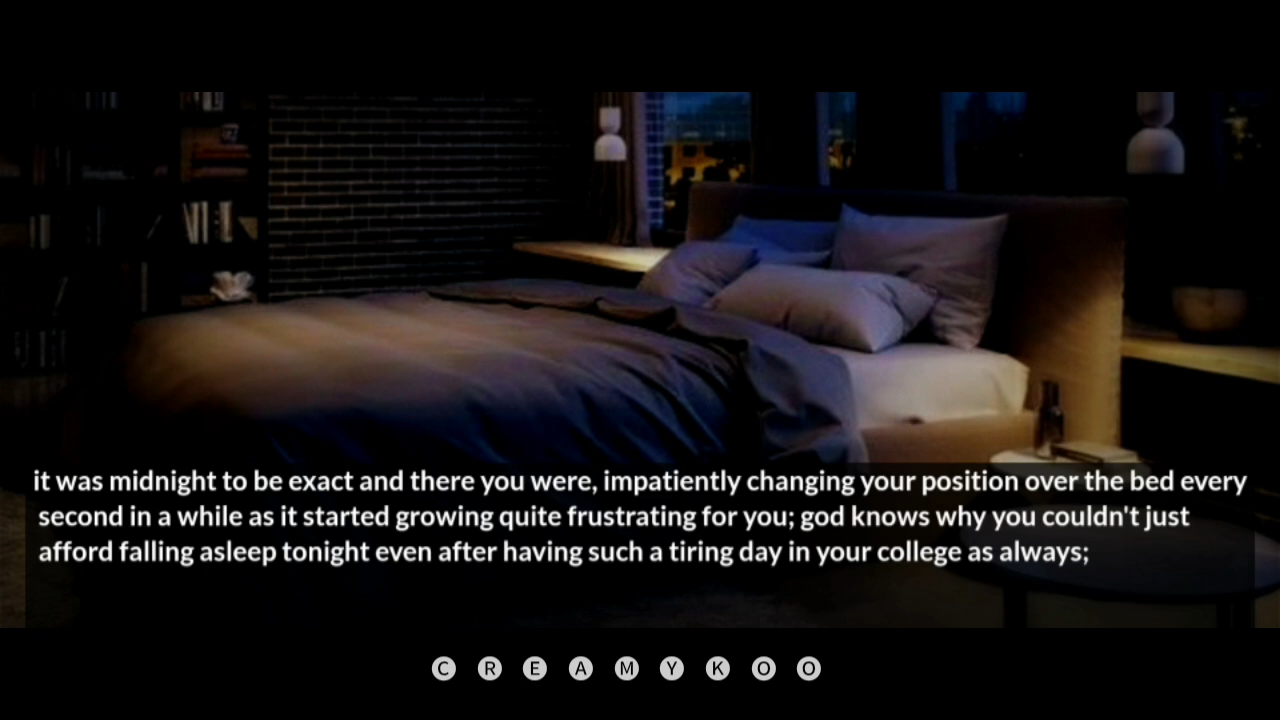 it was midnight to be exact and there you were, impatiently changing your position over the bed every
second in a while as it started growing quite frustrating for you; god knows why you couldn't just
afford falling asleep tonight even after having such a tiring day in your college as always;
C R E A M Y K O O